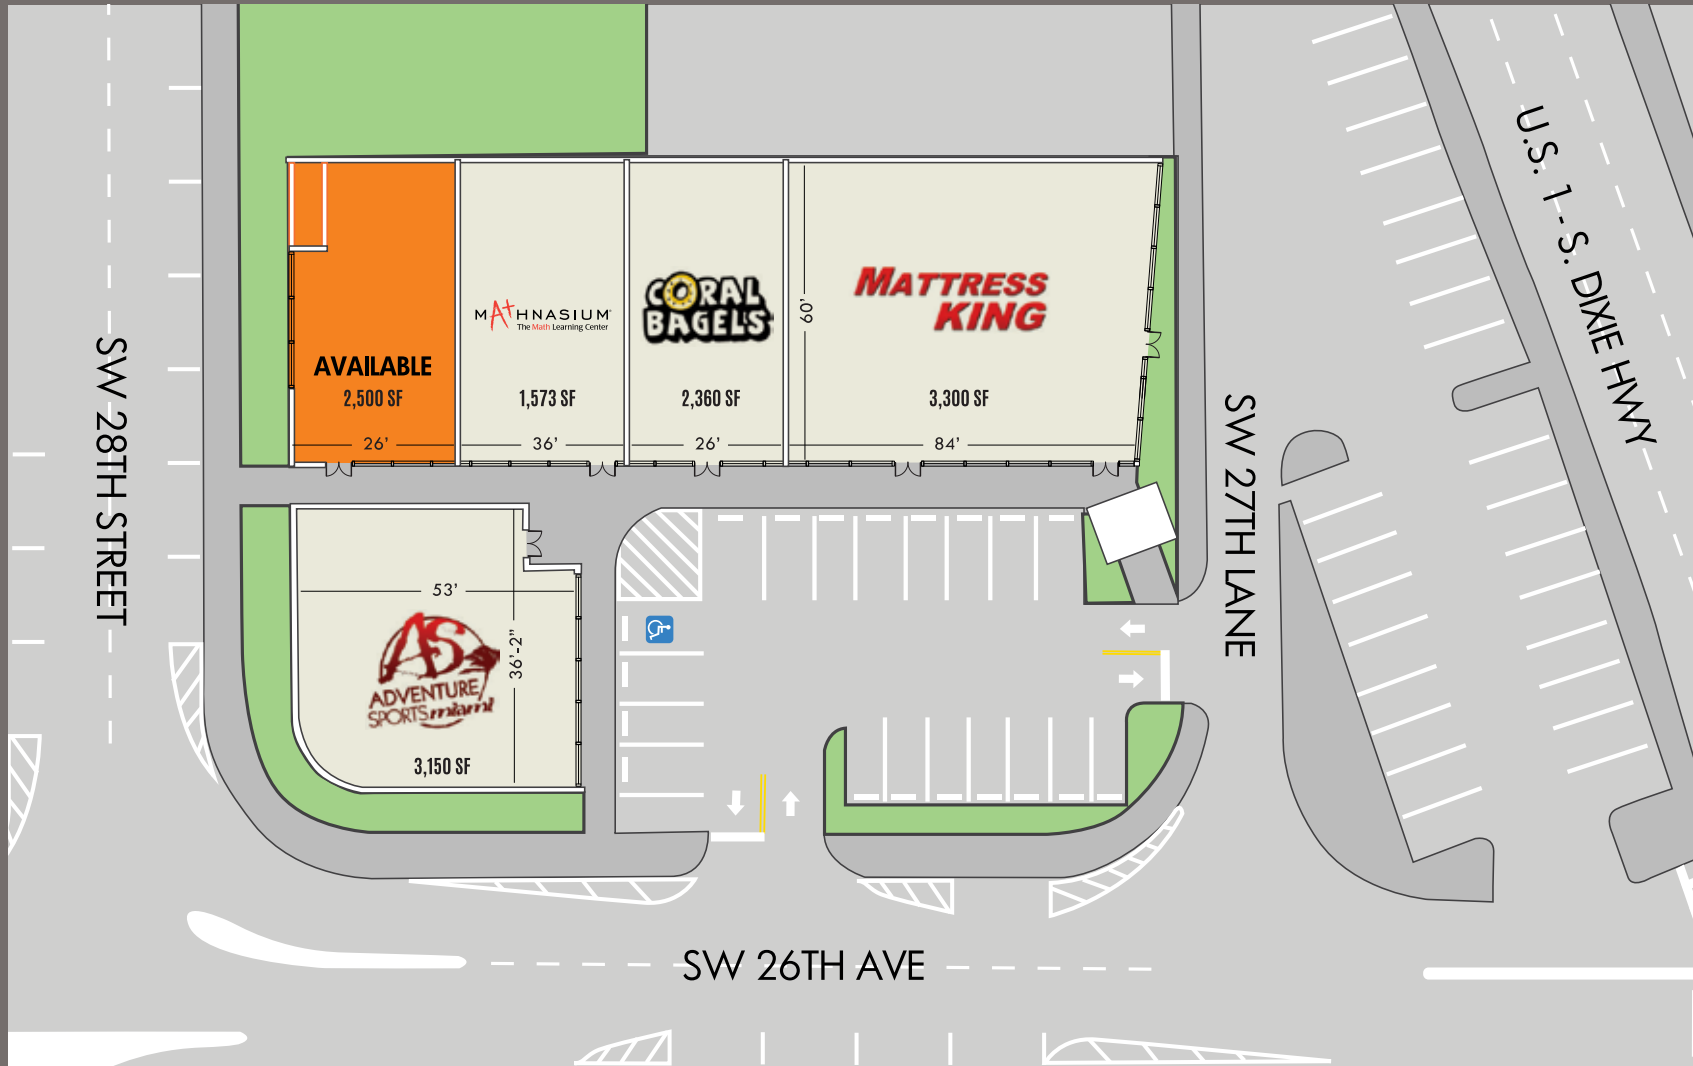 U.S. 1 - S. DIXIE HWY
SW 28TH STREET
SW 27TH LANE
SW 26TH AVE
AVAILABLE
2,500 SF
26'
MATHNASIUM
The Math Learning Center
1,573 SF
36'
CORAL
BAGELS
2,360 SF
26'
60'
MATTRESS
KING
3,300 SF
84'
53'
36'-2"
AS
ADVENTURE
SPORTS miami
3,150 SF